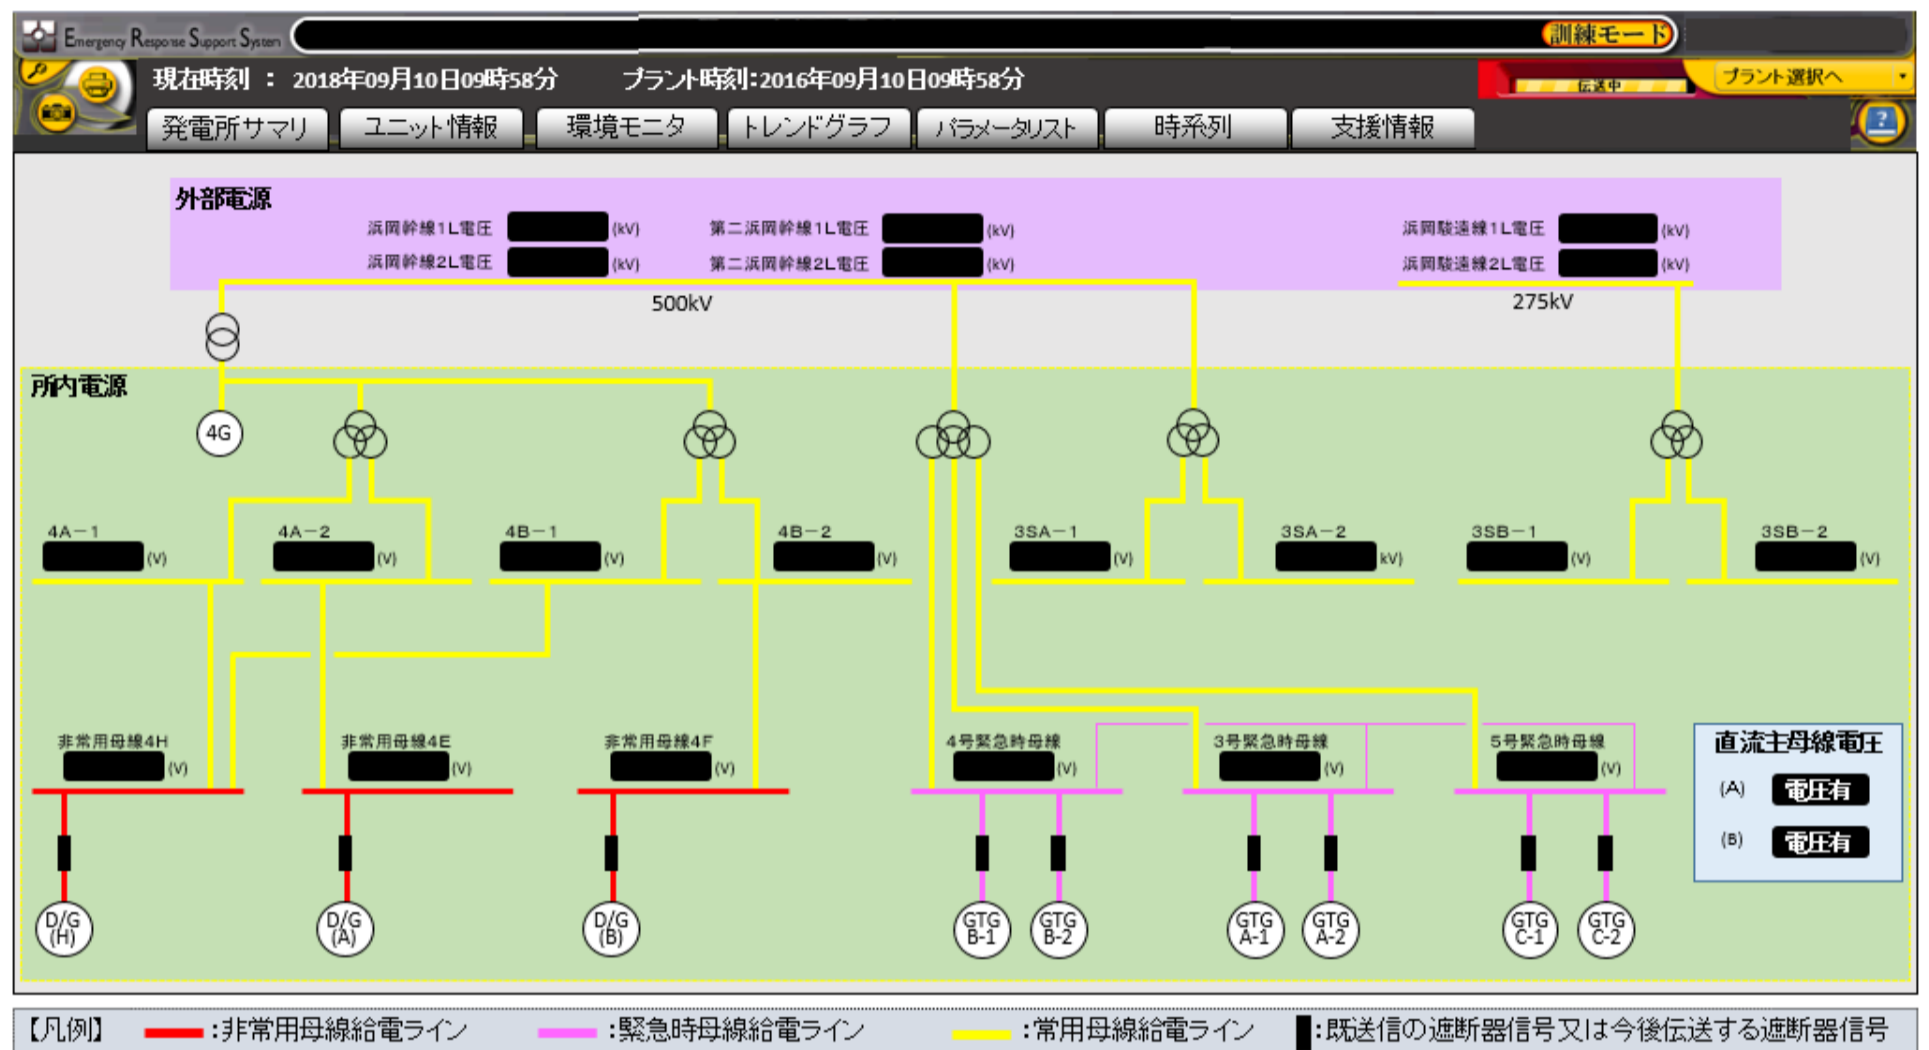 Emergency Response Support System
訓練モード
現在時刻 ： 2018年09月10日09時58分 プラント時刻:2016年09月10日09時58分
伝送中
プラント選択へ
発電所サマリ ユニット情報 環境モニタ トレンドグラフ パラメータリスト 時系列 支援情報
?
外部電源
浜岡幹線1L電圧 (kV) 第二浜岡幹線1L電圧 (kV) 浜岡駿遠線1L電圧 (kV)
浜岡幹線2L電圧 (kV) 第二浜岡幹線2L電圧 (kV) 浜岡駿遠線2L電圧 (kV)
500kV 275kV
所内電源
4G
4A－1 4A－2 4B－1 4B－2 3SA－1 3SA－2 3SB－1 3SB－2
(V) (V) (V) (V) (V) kV) (V) (V)
非常用母線4H 非常用母線4E 非常用母線4F 4号緊急時母線 3号緊急時母線 5号緊急時母線
(V) (V) (V) (V) (V) (V)
直流主母線電圧
(A) 電圧有
(B) 電圧有
D/G (H) D/G (A) D/G (B) GTG B-1 GTG B-2 GTG A-1 GTG A-2 GTG C-1 GTG C-2
【凡例】 :非常用母線給電ライン :緊急時母線給電ライン :常用母線給電ライン :既送信の遮断器信号又は今後伝送する遮断器信号